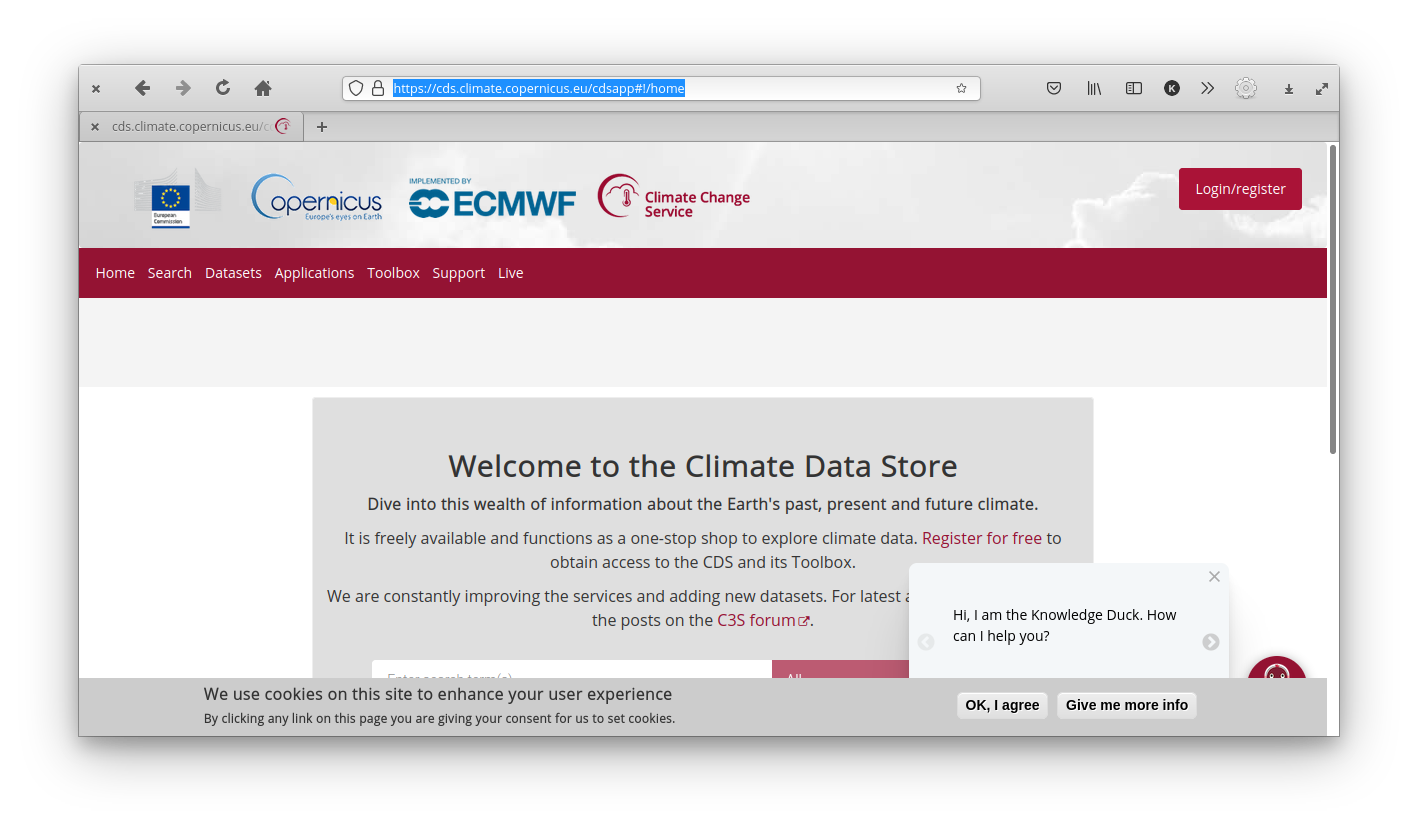 https://cds.climate.copernicus.eu/cdsapp#!/home
K
cds.climate.copernicus.eu/c
European
Commission
opernicus
Europe's eyes on Earth
IMPLEMENTED BY
ECMWF
Climate Change
Service
Login/register
Home Search Datasets Applications Toolbox Support Live
Welcome to the Climate Data Store
Dive into this wealth of information about the Earth's past, present and future climate.
It is freely available and functions as a one-stop shop to explore climate data. Register for free to
obtain access to the CDS and its Toolbox.
We are constantly improving the services and adding new datasets. For latest
the posts on the C3S forum.
Hi, I am the Knowledge Duck. How
can I help you?
Enter search term(s)
All
We use cookies on this site to enhance your user experience
By clicking any link on this page you are giving your consent for us to set cookies.
OK, I agree
Give me more info